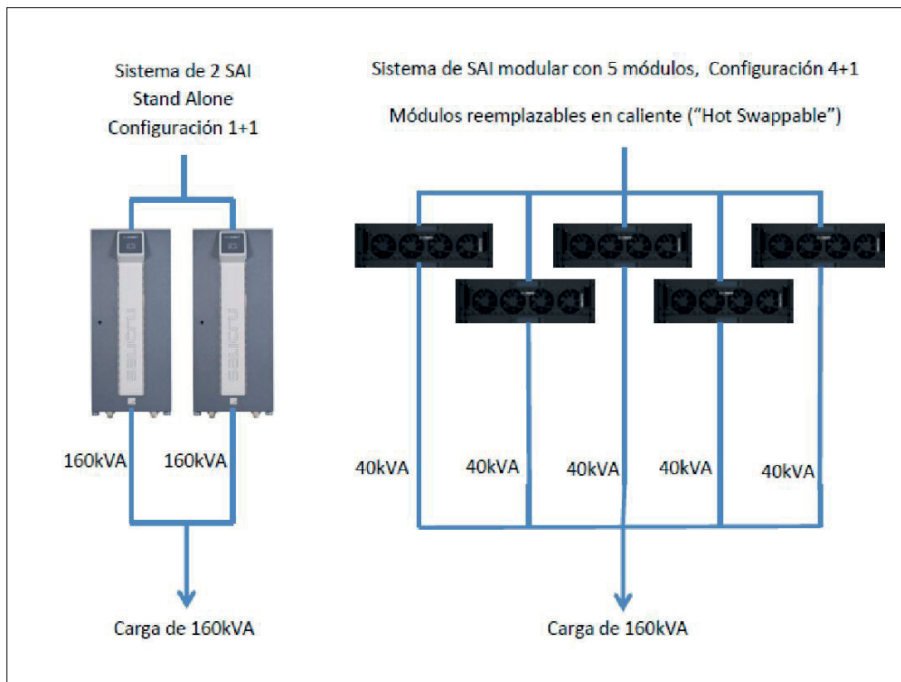 Sistema de 2 SAI
Stand Alone
Configuración 1+1
Sistema de SAI modular con 5 módulos, Configuración 4+1
Módulos reemplazables en caliente ("Hot Swappable")
salicru
salicru
160kVA
160kVA
40kVA
40kVA
40kVA
40kVA
40kVA
Carga de 160kVA
Carga de 160kVA